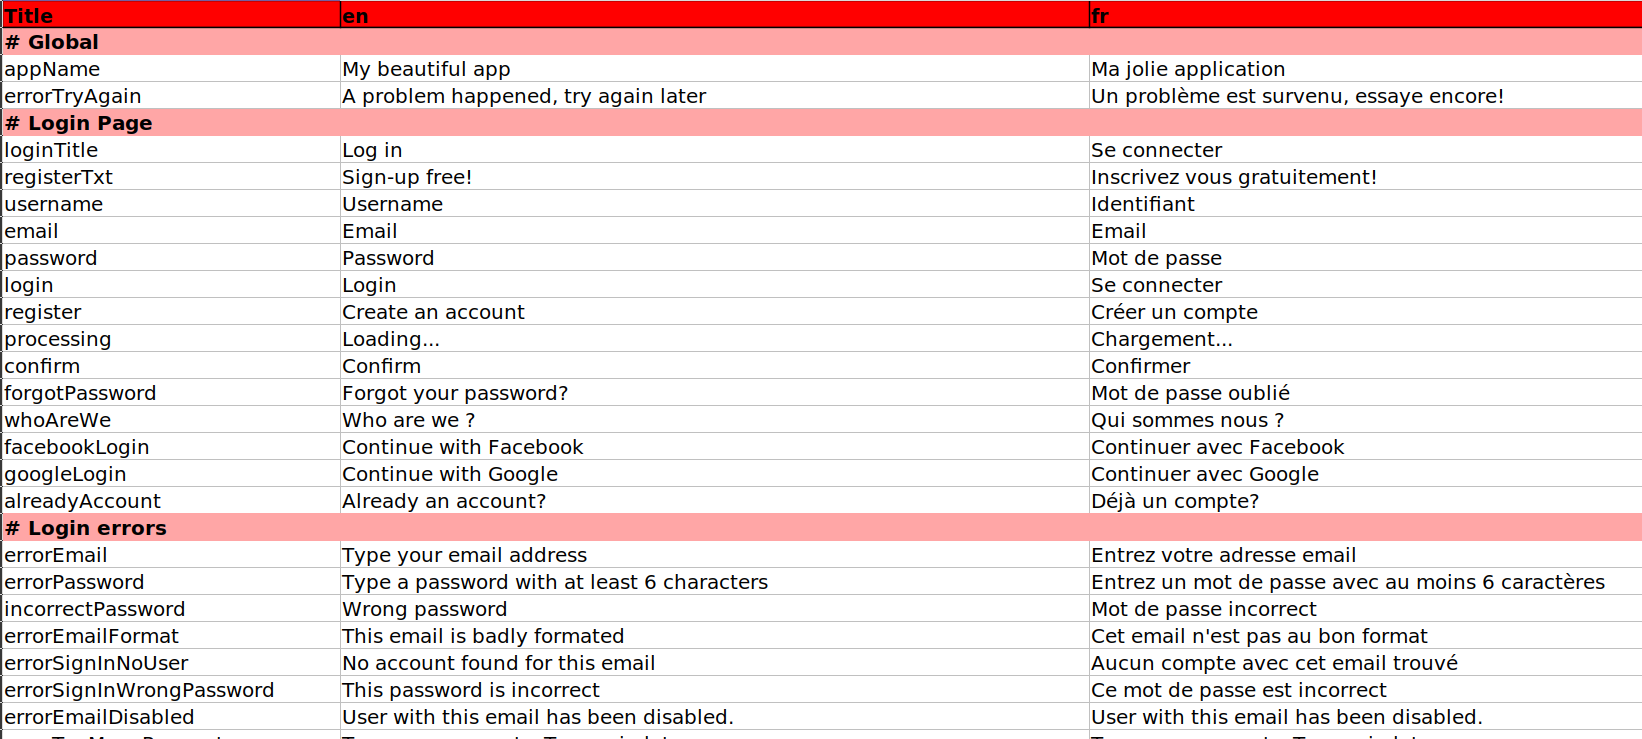 Title en fr
# Global
appName My beautiful app Ma jolie application
errorTryAgain A problem happened, try again later Un problème est survenu, essaye encore!
# Login Page
loginTitle Log in Se connecter
registerTxt Sign-up free! Inscrivez vous gratuitement!
username Username Identifiant
email Email Email
password Password Mot de passe
login Login Se connecter
register Create an account Créer un compte
processing Loading... Chargement...
confirm Confirm Confirmer
forgotPassword Forgot your password? Mot de passe oublié
whoAreWe Who are we ? Qui sommes nous ?
facebookLogin Continue with Facebook Continuer avec Facebook
googleLogin Continue with Google Continuer avec Google
alreadyAccount Already an account? Déjà un compte?
# Login errors
errorEmail Type your email address Entrez votre adresse email
errorPassword Type a password with at least 6 characters Entrez un mot de passe avec au moins 6 caractères
incorrectPassword Wrong password Mot de passe incorrect
errorEmailFormat This email is badly formated Cet email n'est pas au bon format
errorSignInNoUser No account found for this email Aucun compte avec cet email trouvé
errorSignInWrongPassword This password is incorrect Ce mot de passe est incorrect
errorEmailDisabled User with this email has been disabled. User with this email has been disabled.